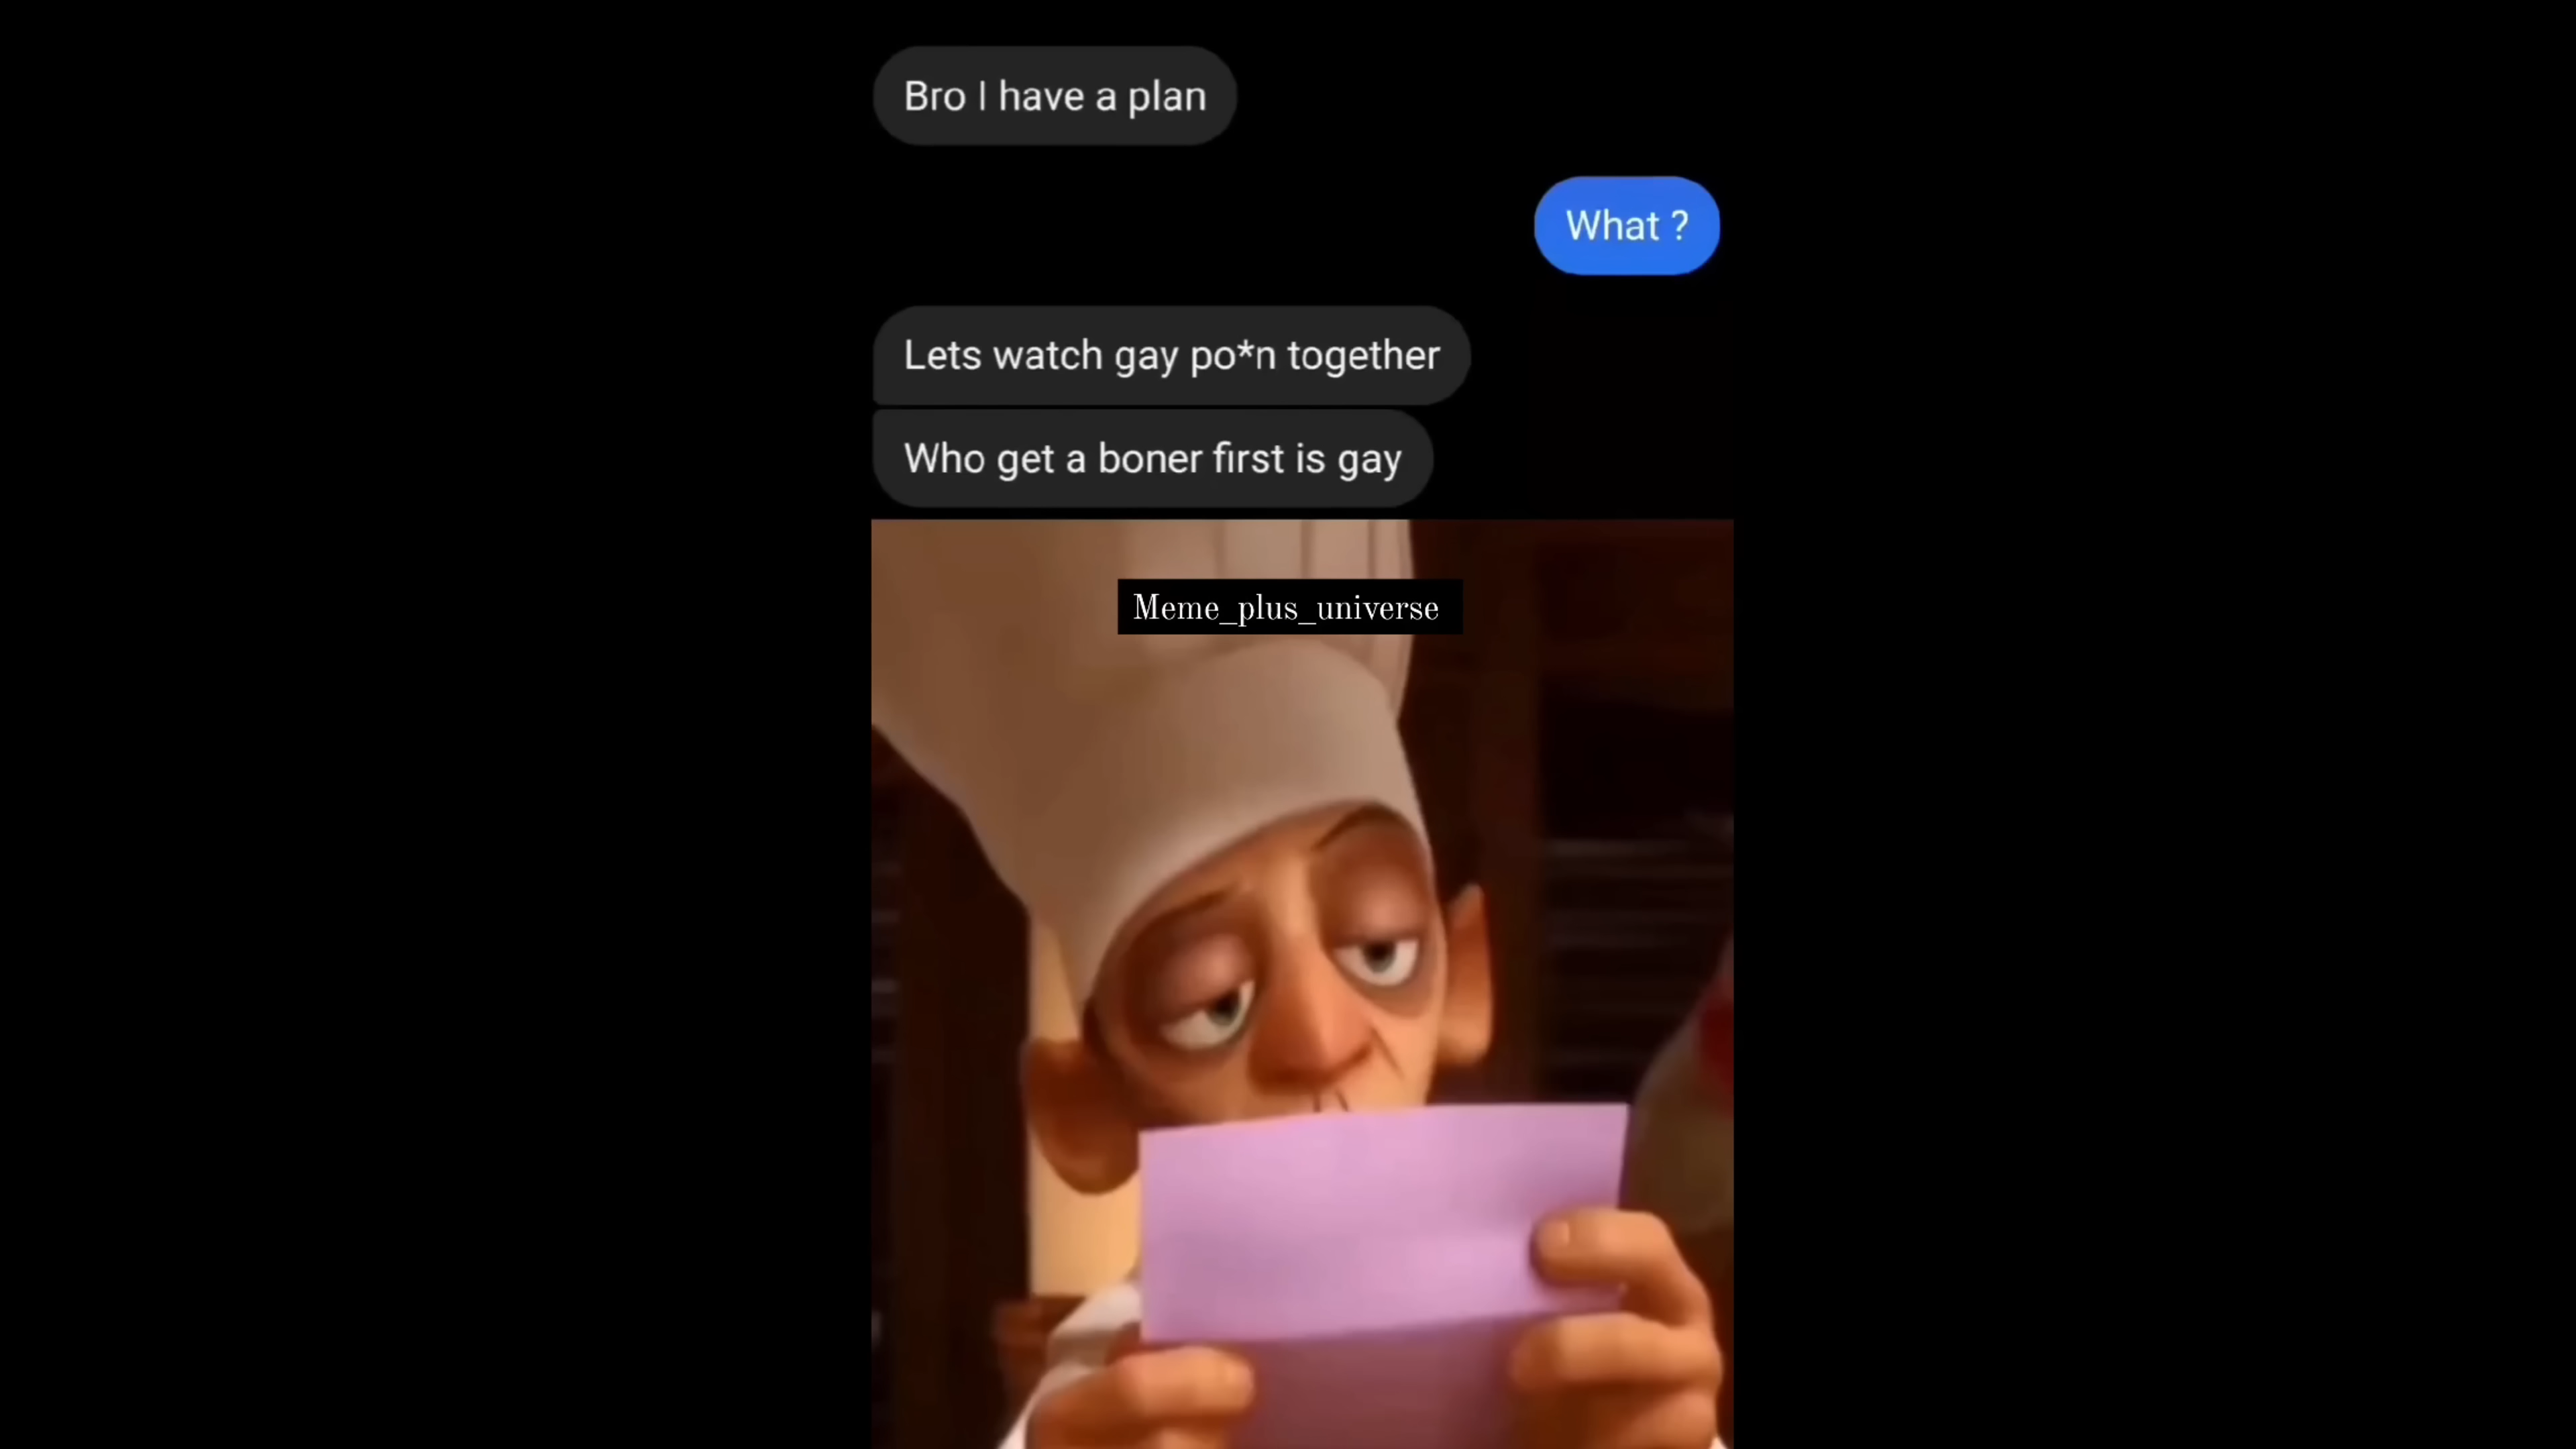 Bro I have a plan
What ?
Lets watch gay po*n together
Who get a boner first is gay
Meme_plus_universe